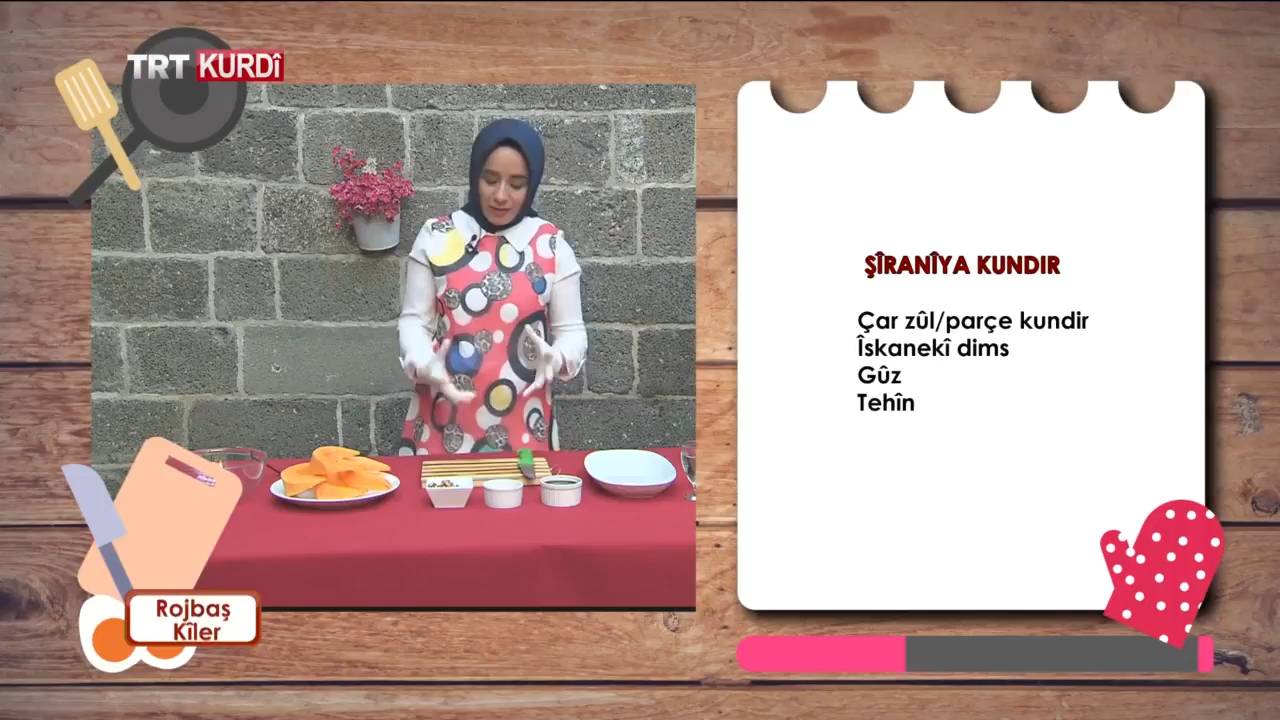 TRT KURDî
ŞÎRANÎYA KUNDIR
Çar zûl/parçe kundir
Îskanekî dims
Gûz
Tehîn
Rojbaş
Kîler